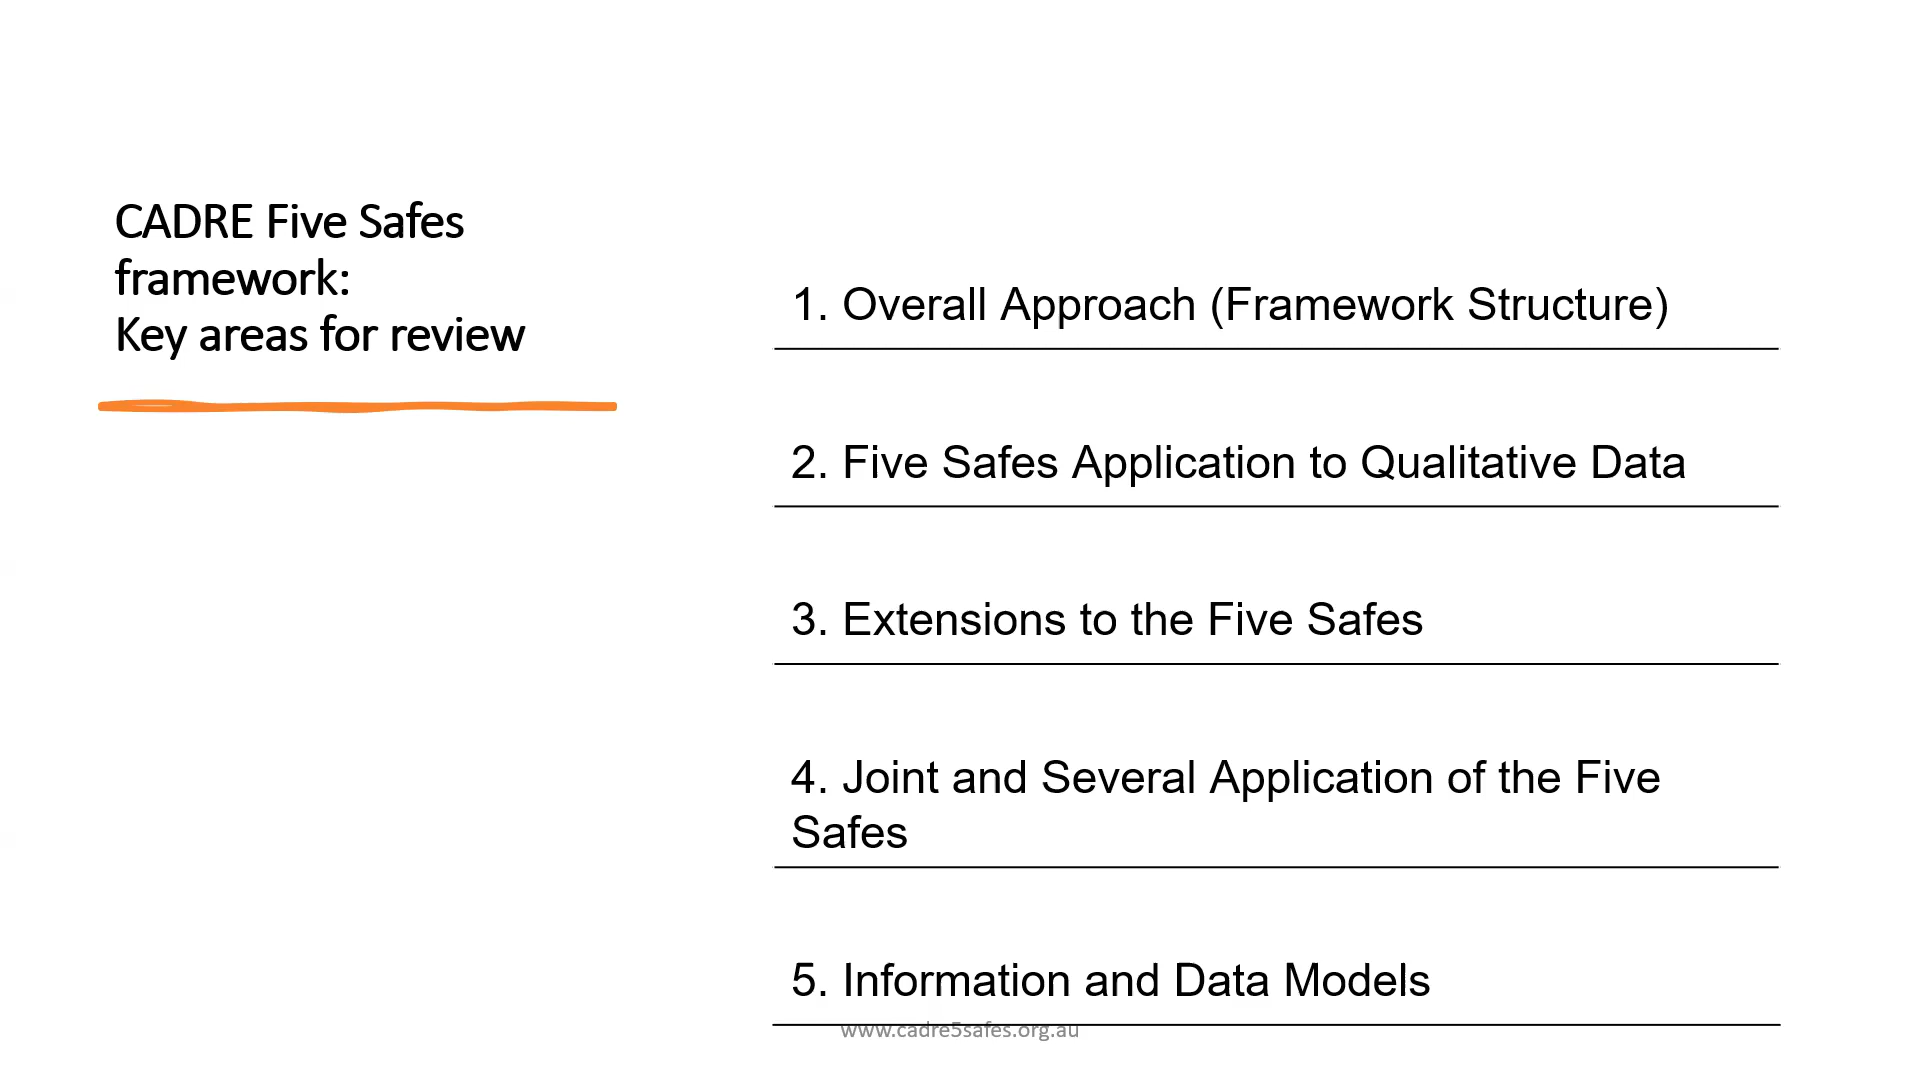 CADRE Five Safes
framework:
Key areas for review
1. Overall Approach (Framework Structure)
2. Five Safes Application to Qualitative Data
3. Extensions to the Five Safes
4. Joint and Several Application of the Five
Safes
5. Information and Data Models
www.cadre5safes.org.au